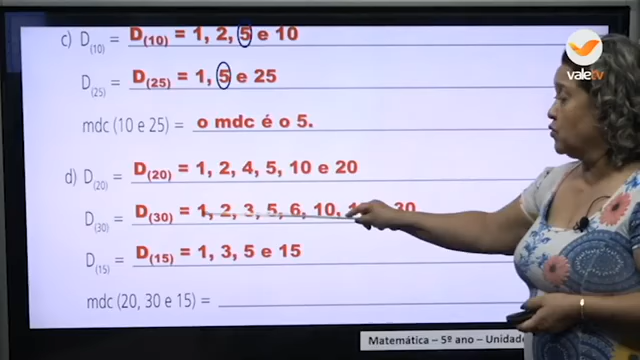 c) D(10) = D(10) = 1, 2, 5 e 10
D(25) = D(25) = 1, 5 e 25
mdc (10 e 25) = o mdc é o 5.
d) D(20) = D(20) = 1, 2, 4, 5, 10 e 20
D(30) = D(30) = 1, 2, 3, 5, 6, 10, 30
D(15) = D(15) = 1, 3, 5 e 15
mdc (20, 30 e 15) =
Matemática – 5º ano – Unidade
valetv